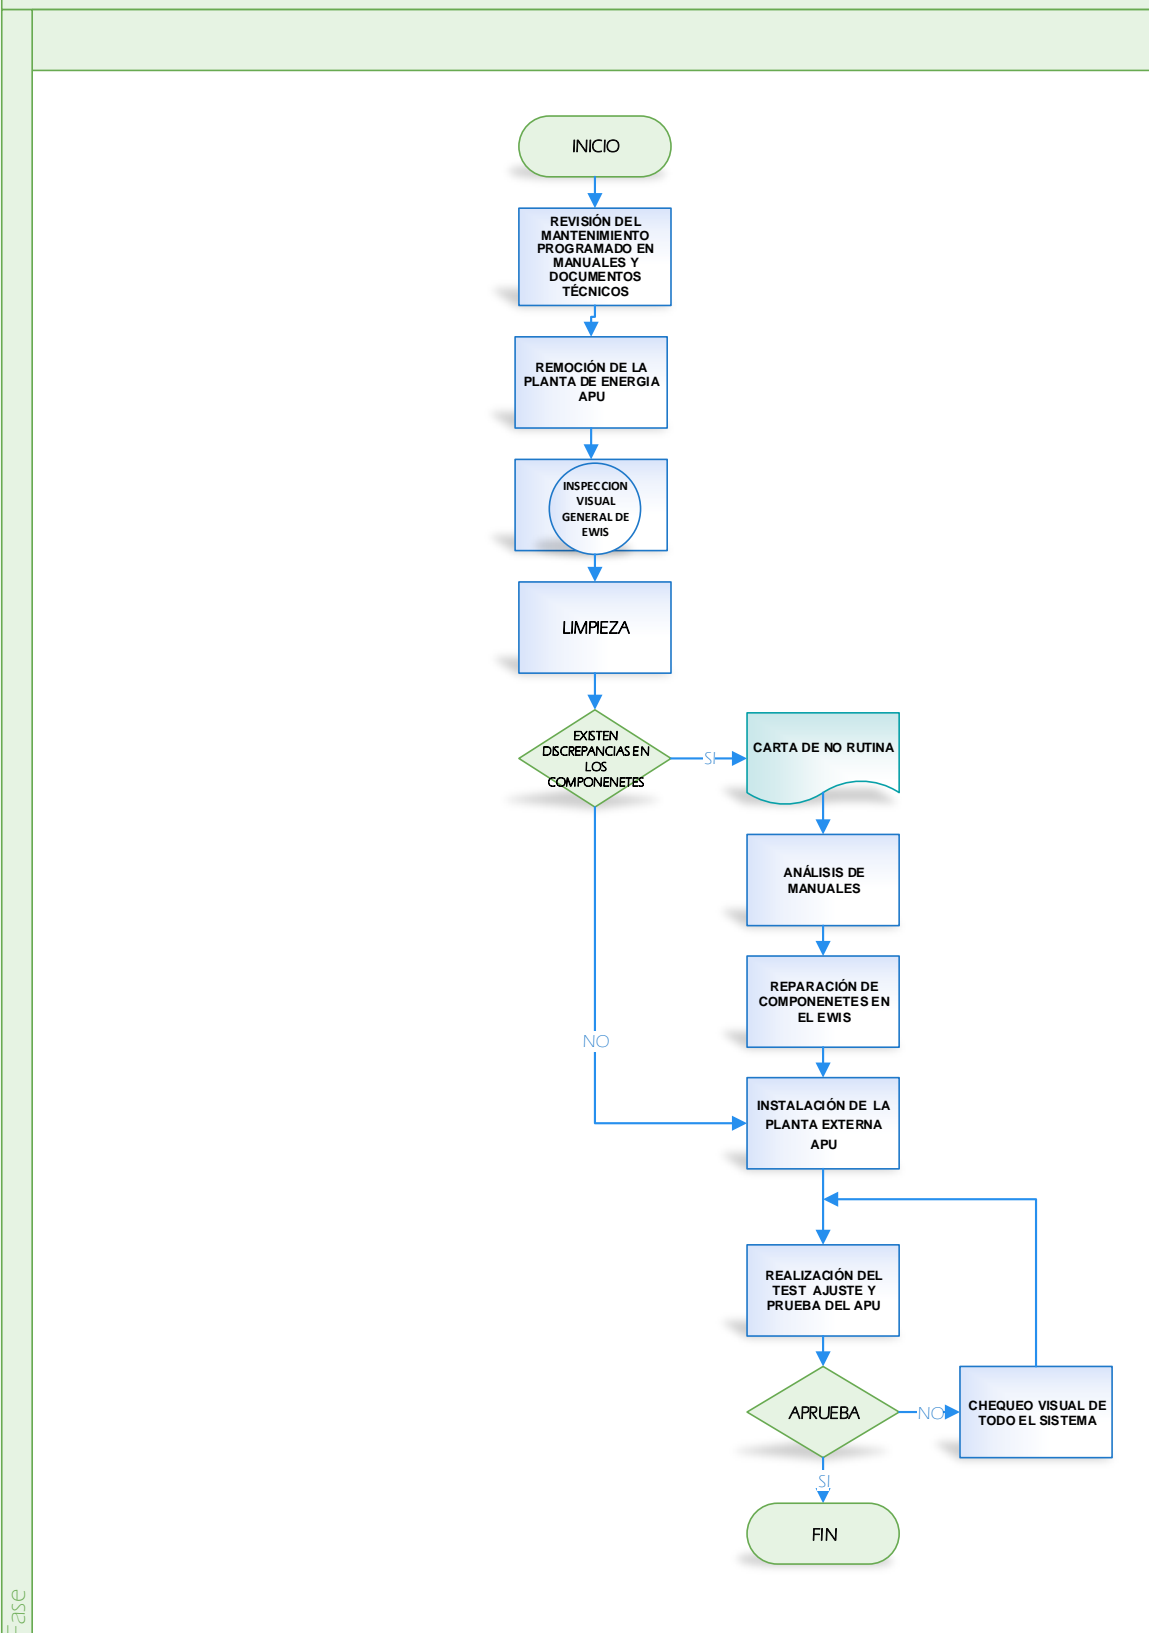 INICIO
REVISIÓN DEL
MANTENIMIENTO
PROGRAMADO EN
MANUALES Y
DOCUMENTOS
TÉCNICOS
REMOCIÓN DE LA
PLANTA DE ENERGIA
APU
INSPECCION
VISUAL
GENERAL DE
EWIS
LIMPIEZA
EXISTEN
DISCREPANCIAS EN
LOS
COMPONENETES
SI
CARTA DE NO RUTINA
ANÁLISIS DE
MANUALES
REPARACIÓN DE
COMPONENETES EN
EL EWIS
NO
INSTALACIÓN DE LA
PLANTA EXTERNA
APU
REALIZACIÓN DEL
TEST AJUSTE Y
PRUEBA DEL APU
APRUEBA
NO
CHEQUEO VISUAL DE
TODO EL SISTEMA
SI
FIN
Fase